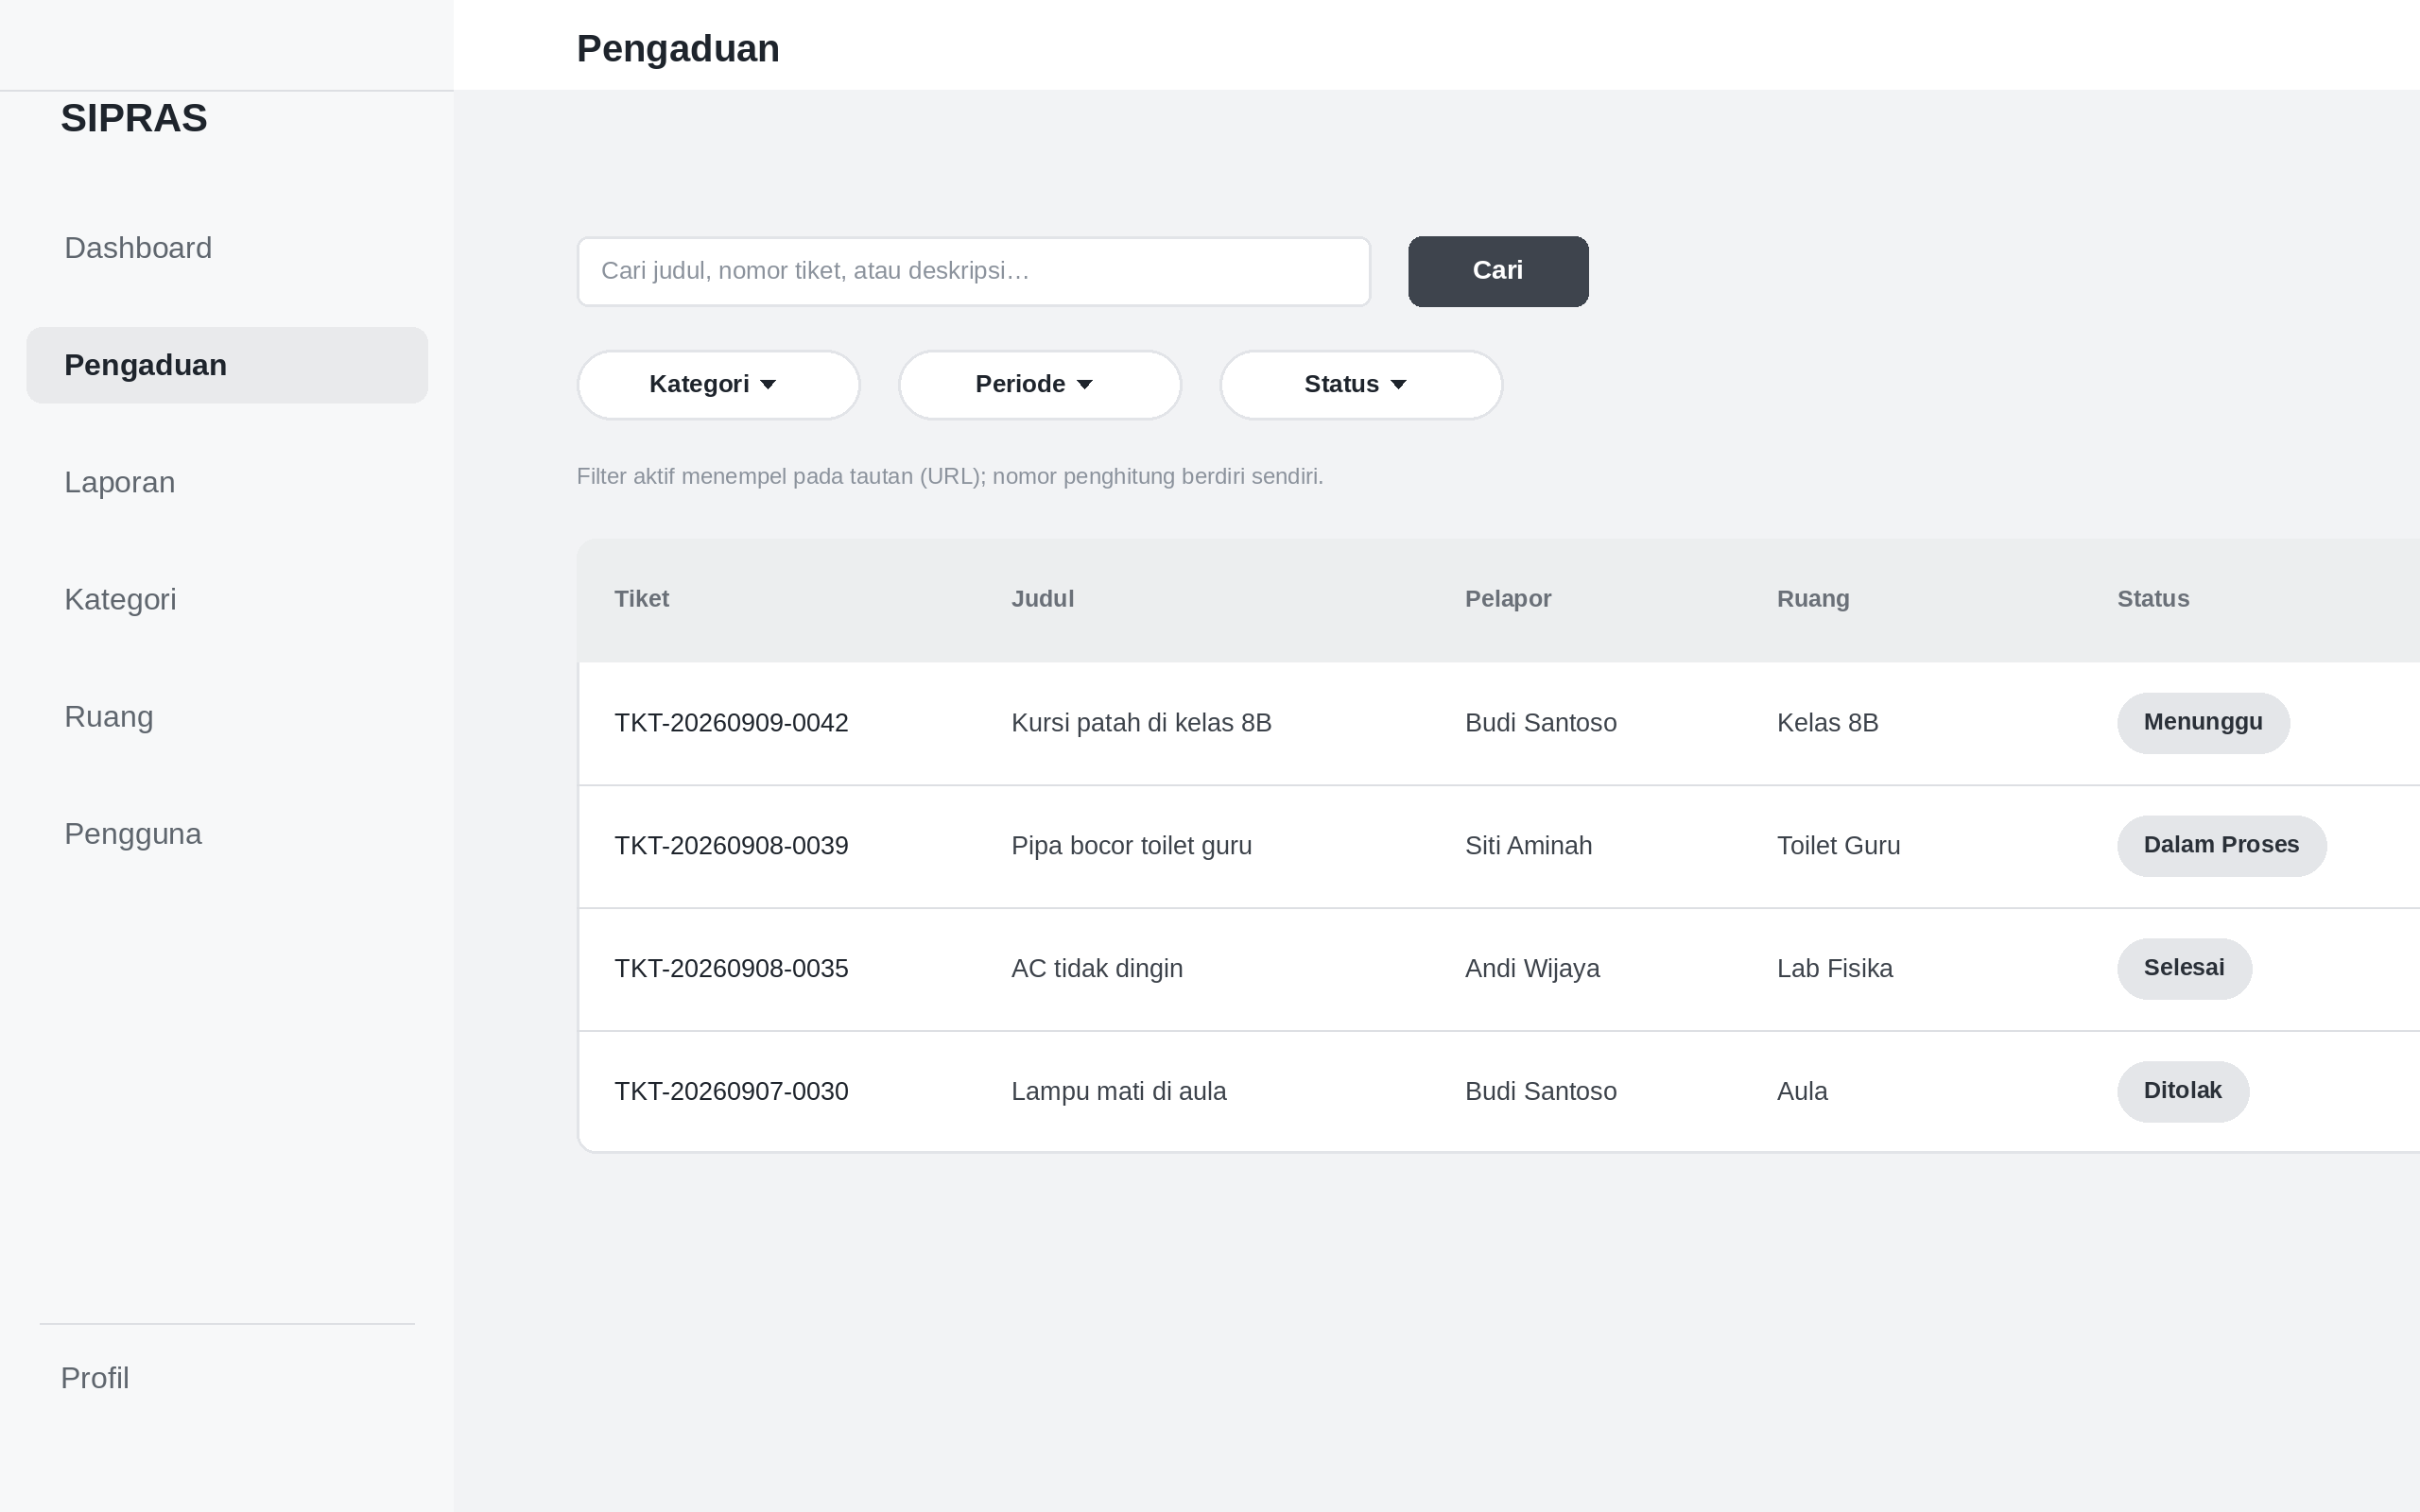 Pengaduan
SIPRAS
Dashboard
Pengaduan
Laporan
Kategori
Ruang
Pengguna
Profil
Cari judul, nomor tiket, atau deskripsi…
Cari
Kategori
Periode
Status
Filter aktif menempel pada tautan (URL); nomor penghitung berdiri sendiri.
Tiket Judul Pelapor Ruang Status
TKT-20260909-0042 Kursi patah di kelas 8B Budi Santoso Kelas 8B Menunggu
TKT-20260908-0039 Pipa bocor toilet guru Siti Aminah Toilet Guru Dalam Proses
TKT-20260908-0035 AC tidak dingin Andi Wijaya Lab Fisika Selesai
TKT-20260907-0030 Lampu mati di aula Budi Santoso Aula Ditolak